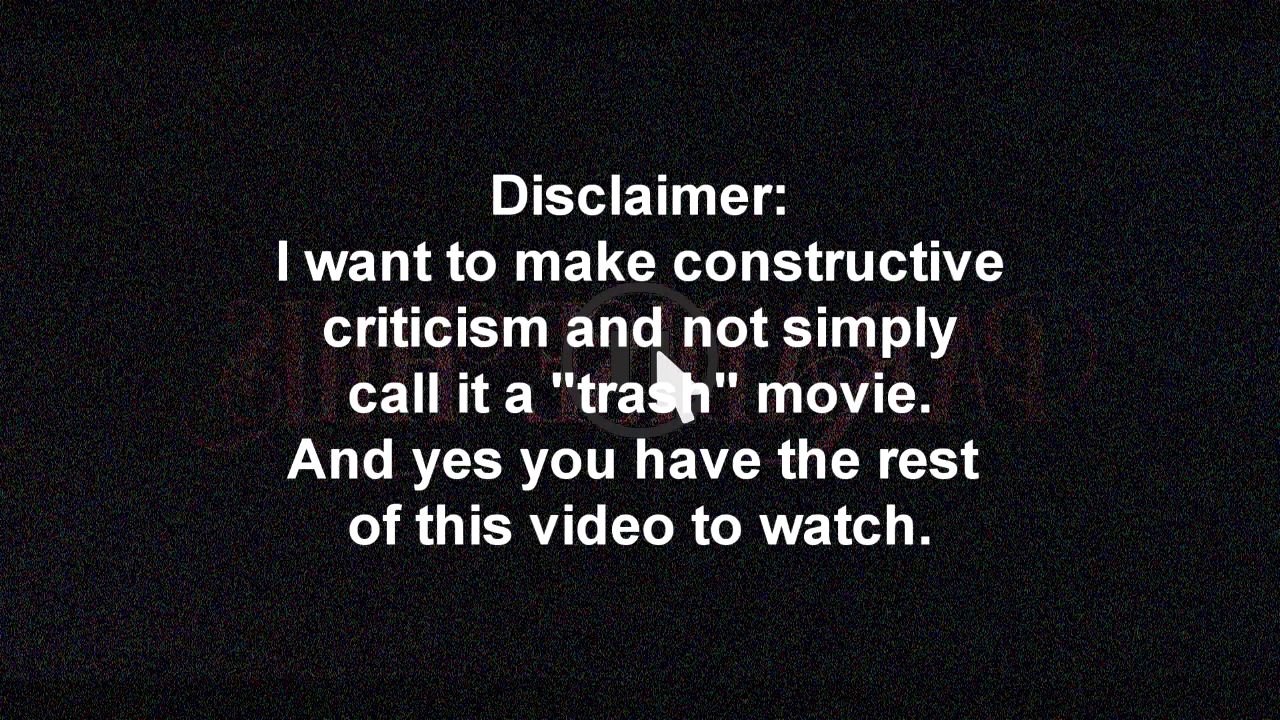 Disclaimer:
I want to make constructive
criticism and not simply
call it a "trash" movie.
And yes you have the rest
of this video to watch.